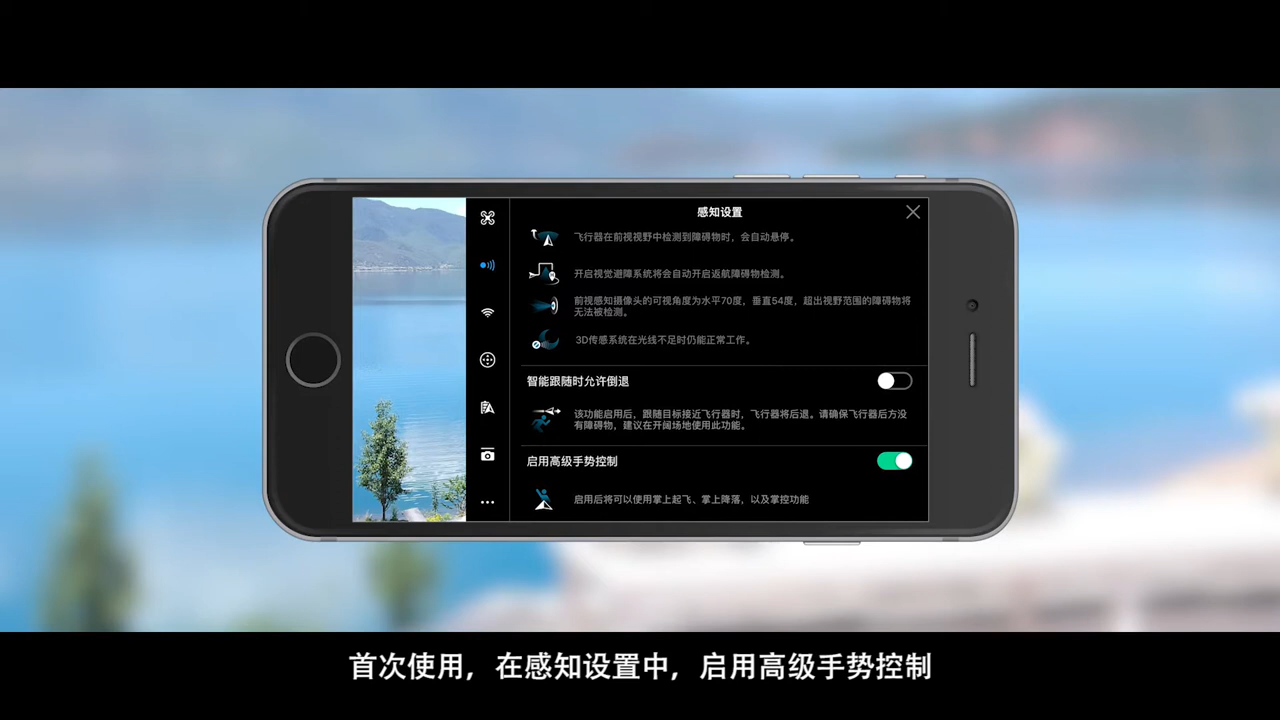 感知设置
飞行器在前视视野中检测到障碍物时，会自动悬停。
开启视觉避障系统将会自动开启返航障碍物检测。
前视感知摄像头的可视角度为水平70度，垂直54度，超出视野范围的障碍物将
无法被检测。
3D传感系统在光线不足时仍能正常工作。
智能跟随时允许倒退
该功能启用后，跟随目标接近飞行器时，飞行器将后退。请确保飞行器后方没
有障碍物，建议在开阔场地使用此功能。
启用高级手势控制
启用后将可以使用掌上起飞、掌上降落，以及掌控功能
首次使用，在感知设置中，启用高级手势控制